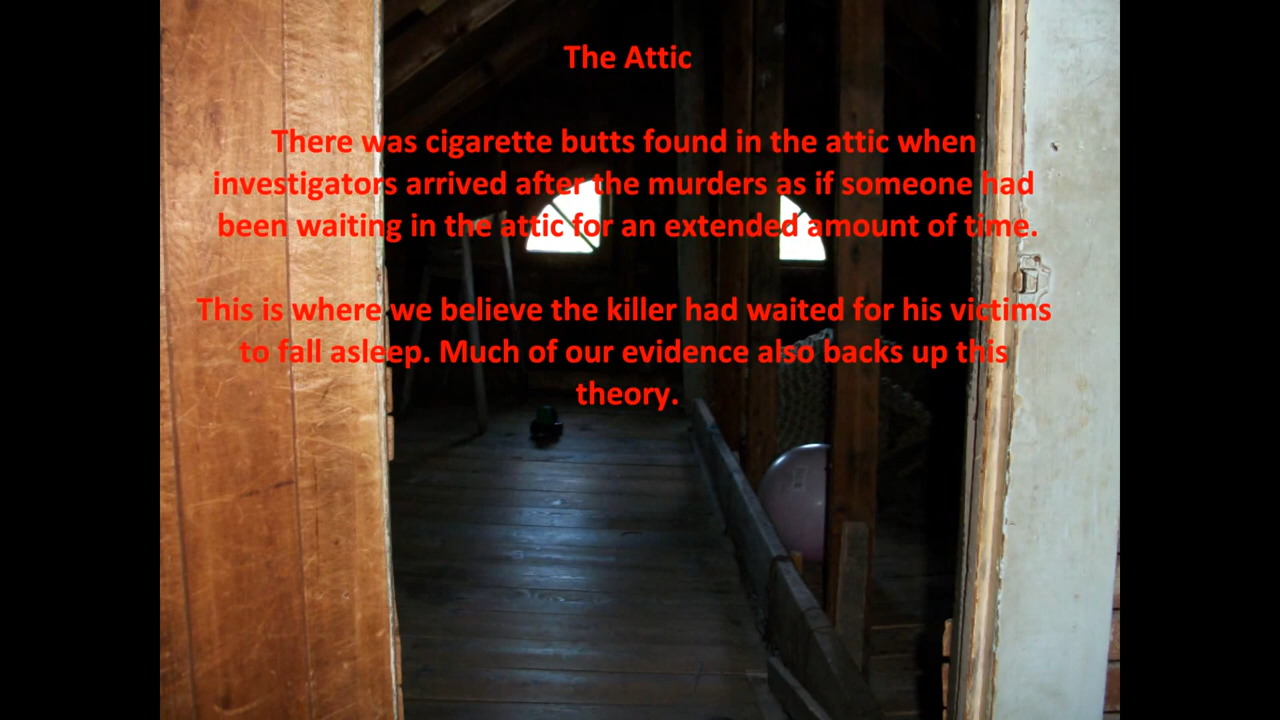 The Attic
There was cigarette butts found in the attic when
investigators arrived after the murders as if someone had
been waiting in the attic for an extended amount of time.
This is where we believe the killer had waited for his victims
to fall asleep. Much of our evidence also backs up this
theory.